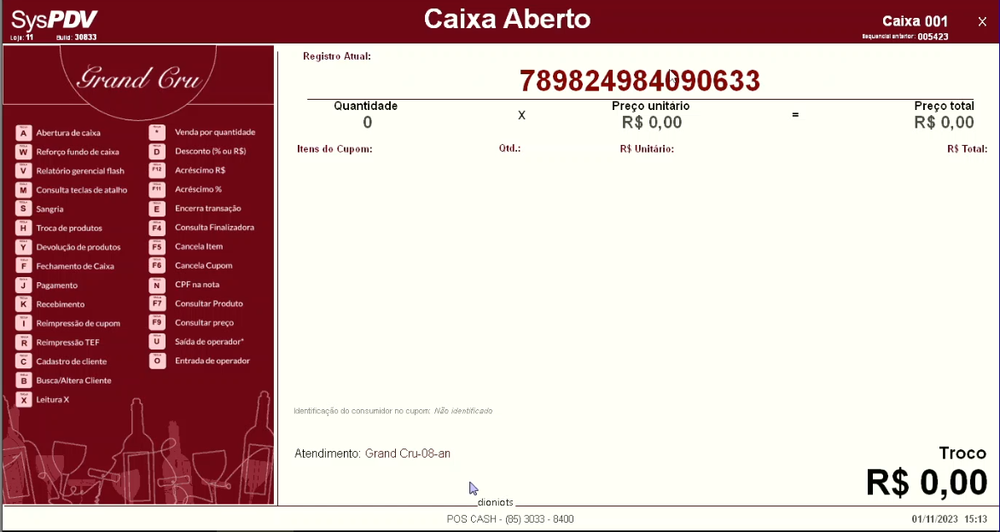 SysPDV
Loja: 11 Build: 30833
Caixa Aberto
Caixa 001
X
Sequencial anterior: 005423
Grand Cru
A Abertura de caixa
W Reforço fundo de caixa
V Relatório gerencial flash
M Consulta teclas de atalho
S Sangria
H Troca de produtos
Y Devolução de produtos
F Fechamento de Caixa
J Pagamento
K Recebimento
I Reimpressão de cupom
R Reimpressão TEF
C Cadastro de cliente
B Busca/Altera Cliente
X Leitura X
* Venda por quantidade
D Desconto (% ou R$)
F12 Acréscimo R$
F11 Acréscimo %
E Encerra transação
F4 Consulta Finalizadora
F5 Cancela Item
F6 Cancela Cupom
N CPF na nota
F7 Consultar Produto
F9 Consultar preço
U Saída de operador*
O Entrada de operador
Registro Atual:
789824984090633
Quantidade X Preço unitário = Preço total
0 R$ 0,00 R$ 0,00
Itens do Cupom: Qtd.: R$ Unitário: R$ Total:
Identificação do consumidor no cupom: Não identificado
Atendimento: Grand Cru-08-an
Troco
R$ 0,00
dioniots
POS CASH - (85) 3033 - 8400
01/11/2023 15:13